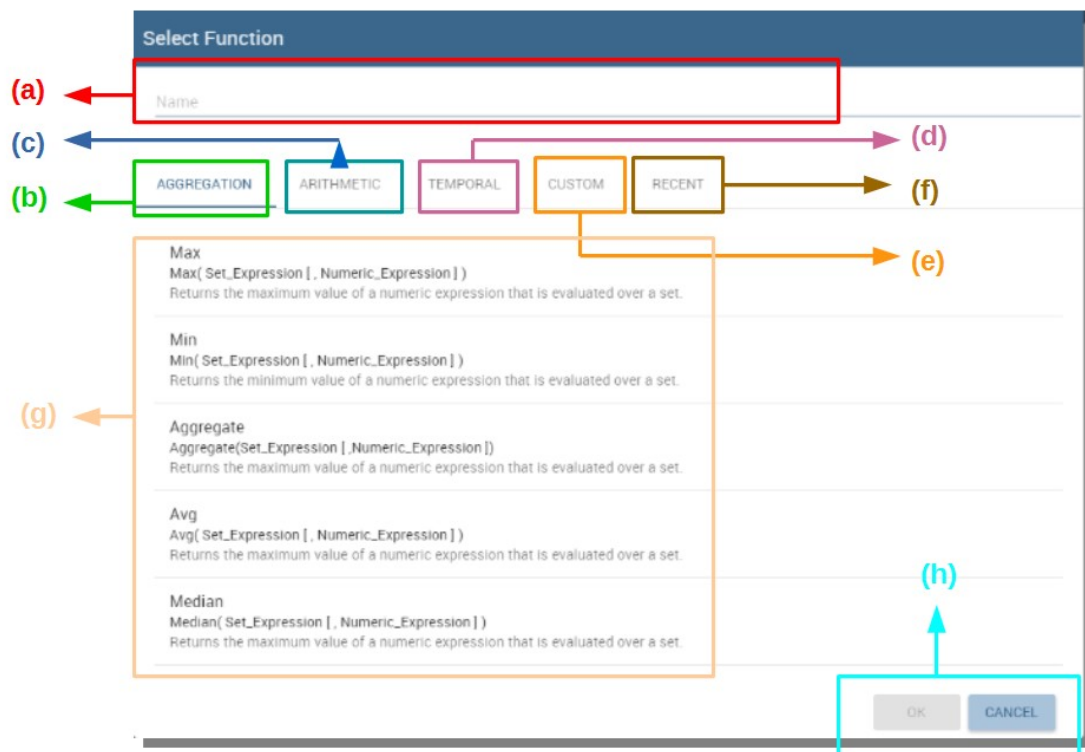 Select Function
(a)
Name
(c)
(d)
(b)
AGGREGATION ARITHMETIC TEMPORAL CUSTOM RECENT
(f)
(e)
Max
Max( Set_Expression [ , Numeric_Expression ] )
Returns the maximum value of a numeric expression that is evaluated over a set.
Min
Min( Set_Expression [ , Numeric_Expression ] )
Returns the minimum value of a numeric expression that is evaluated over a set.
(g)
Aggregate
Aggregate(Set_Expression [ ,Numeric_Expression ])
Returns the maximum value of a numeric expression that is evaluated over a set.
Avg
Avg( Set_Expression [ , Numeric_Expression ] )
Returns the maximum value of a numeric expression that is evaluated over a set.
(h)
Median
Median( Set_Expression [ , Numeric_Expression ] )
Returns the maximum value of a numeric expression that is evaluated over a set.
OK CANCEL